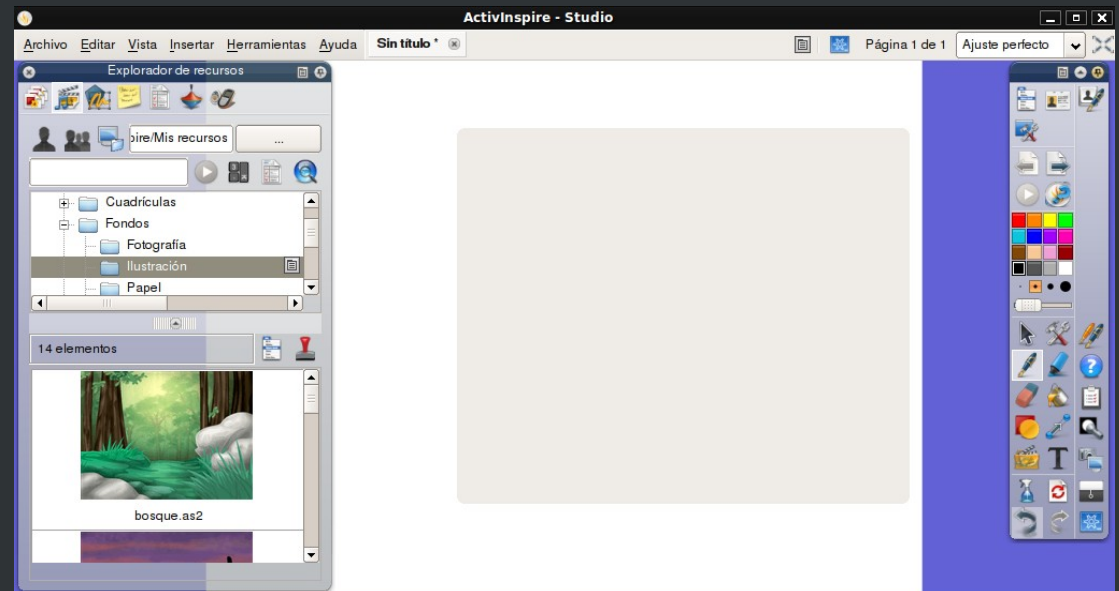 ActivInspire - Studio
Archivo Editar Vista Insertar Herramientas Ayuda Sin título * Página 1 de 1 Ajuste perfecto
Explorador de recursos
pire/Mis recursos ...
Cuadrículas
Fondos
Fotografía
Ilustración
Papel
14 elementos
bosque.as2
T